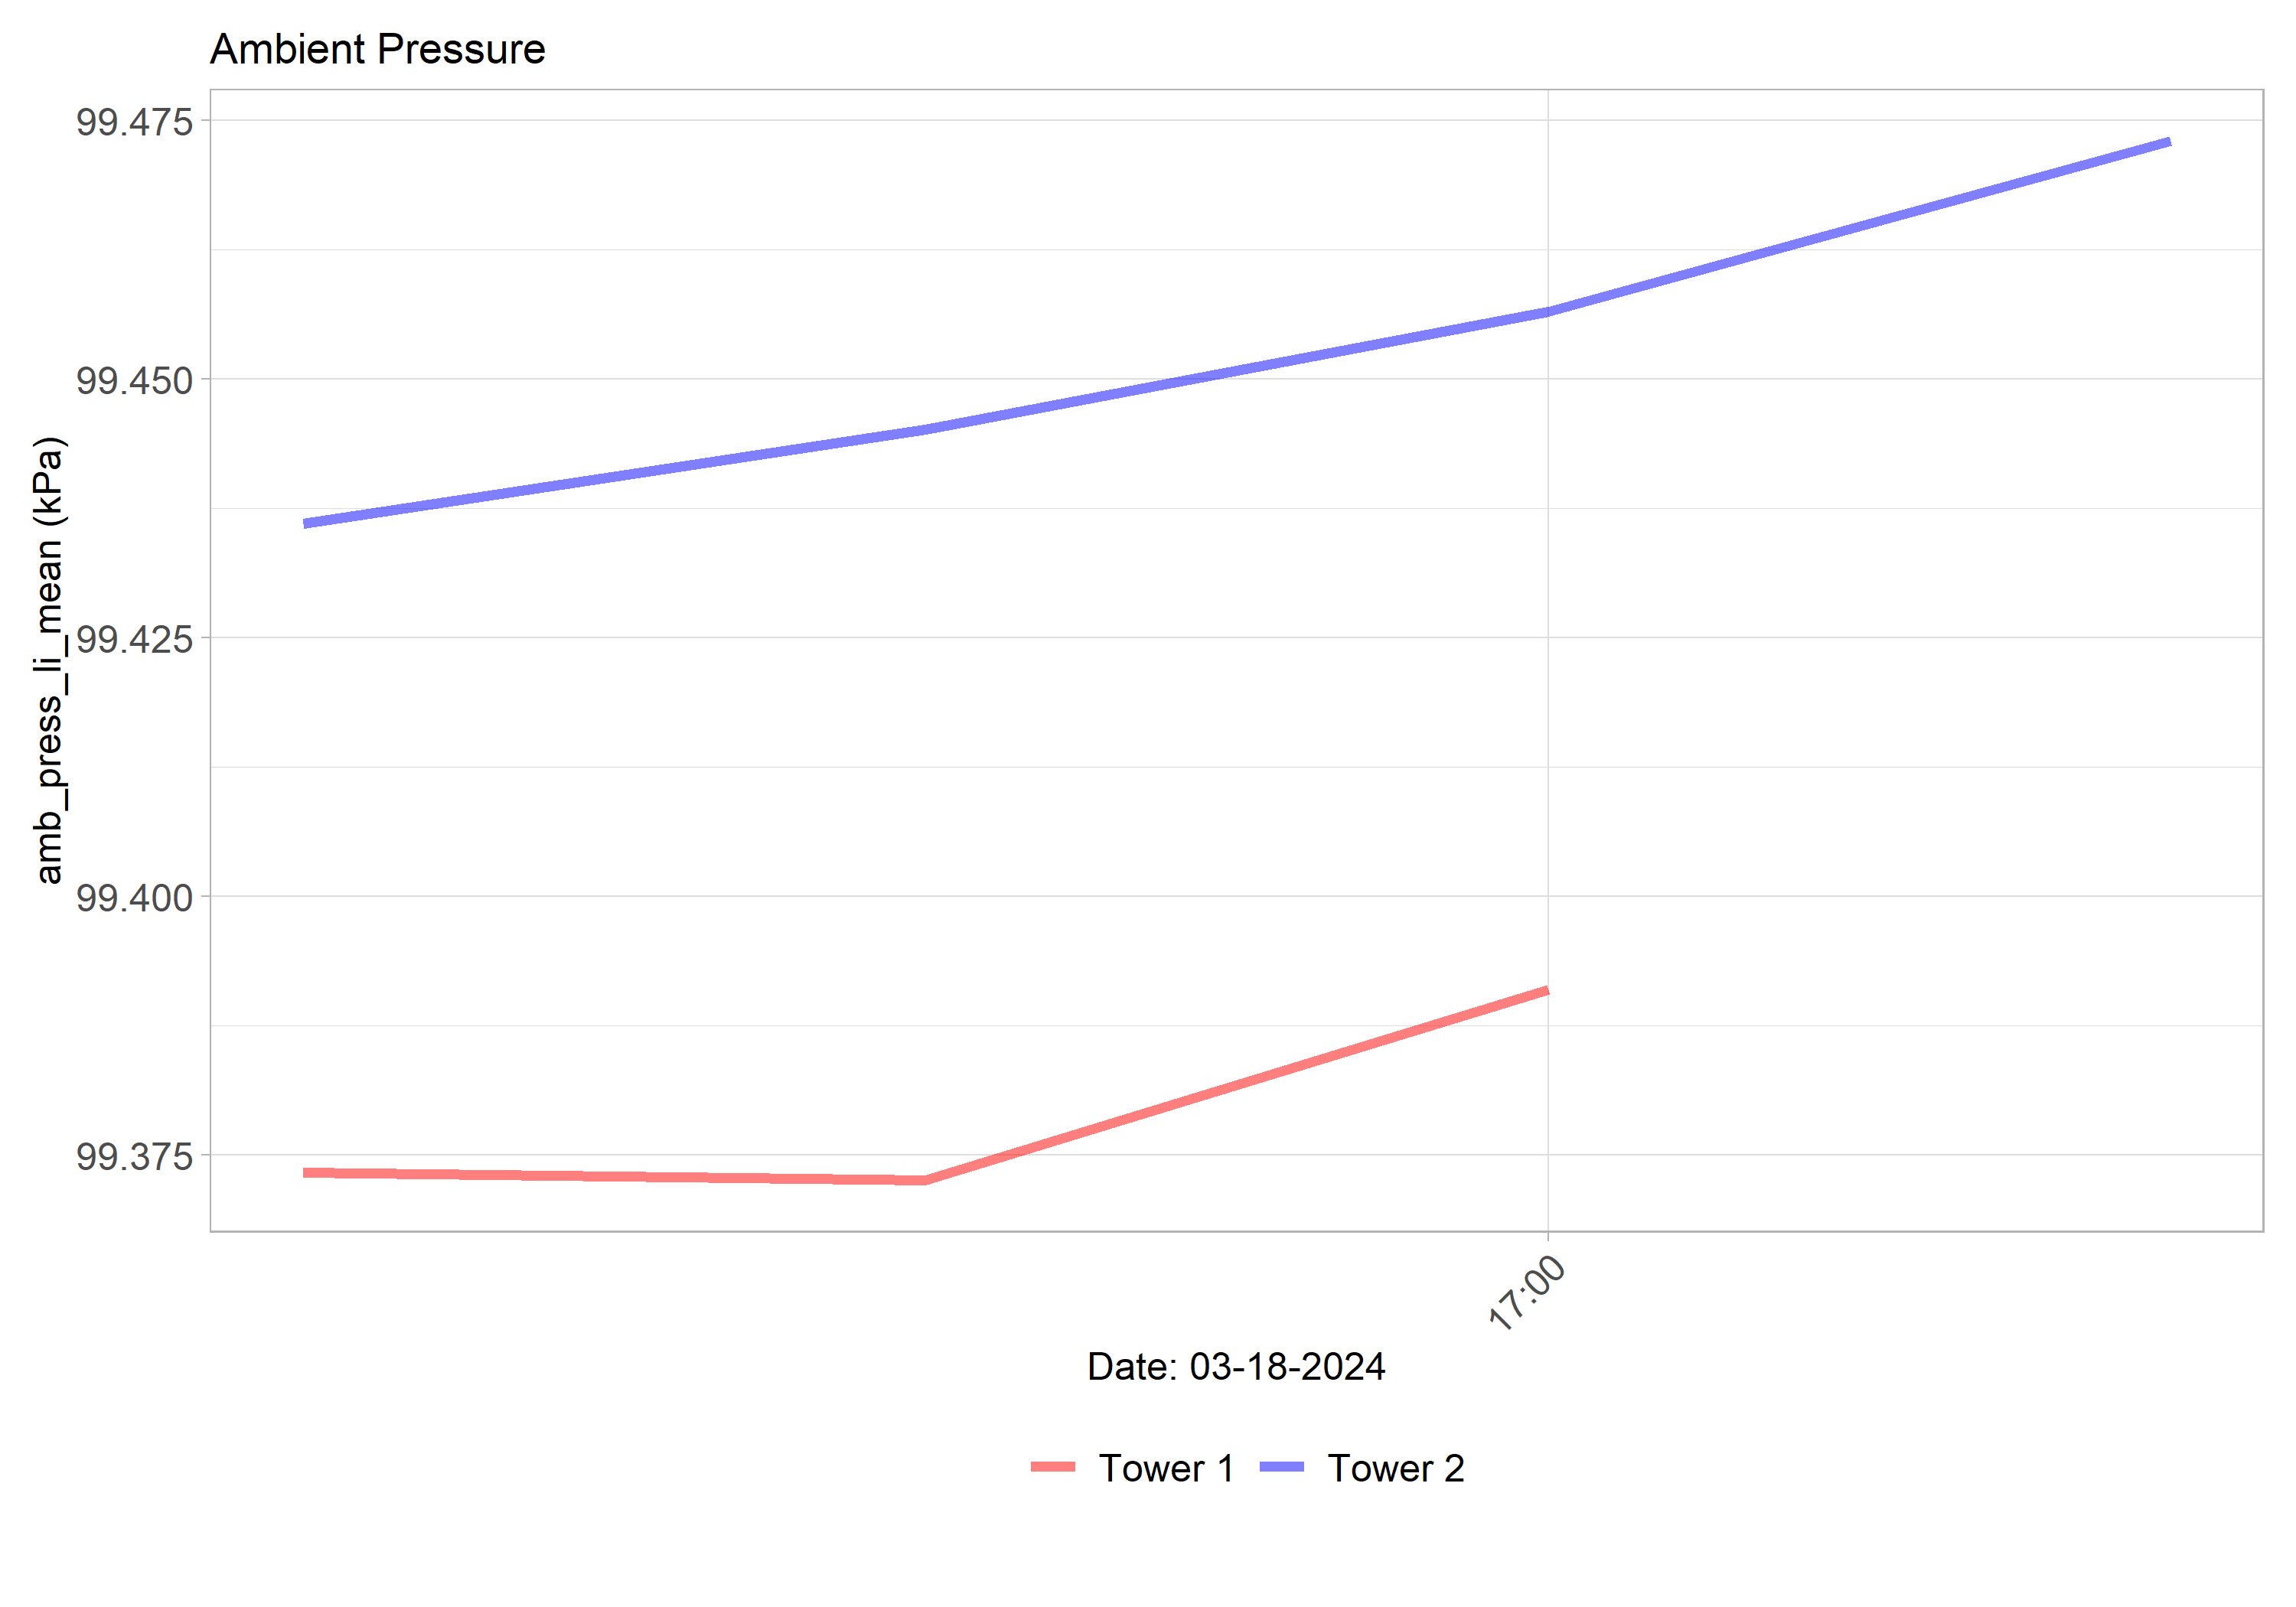 Ambient Pressure
amb_press_li_mean (kPa)
99.475
99.450
99.425
99.400
99.375
17:00
Date: 03-18-2024
Tower 1 Tower 2